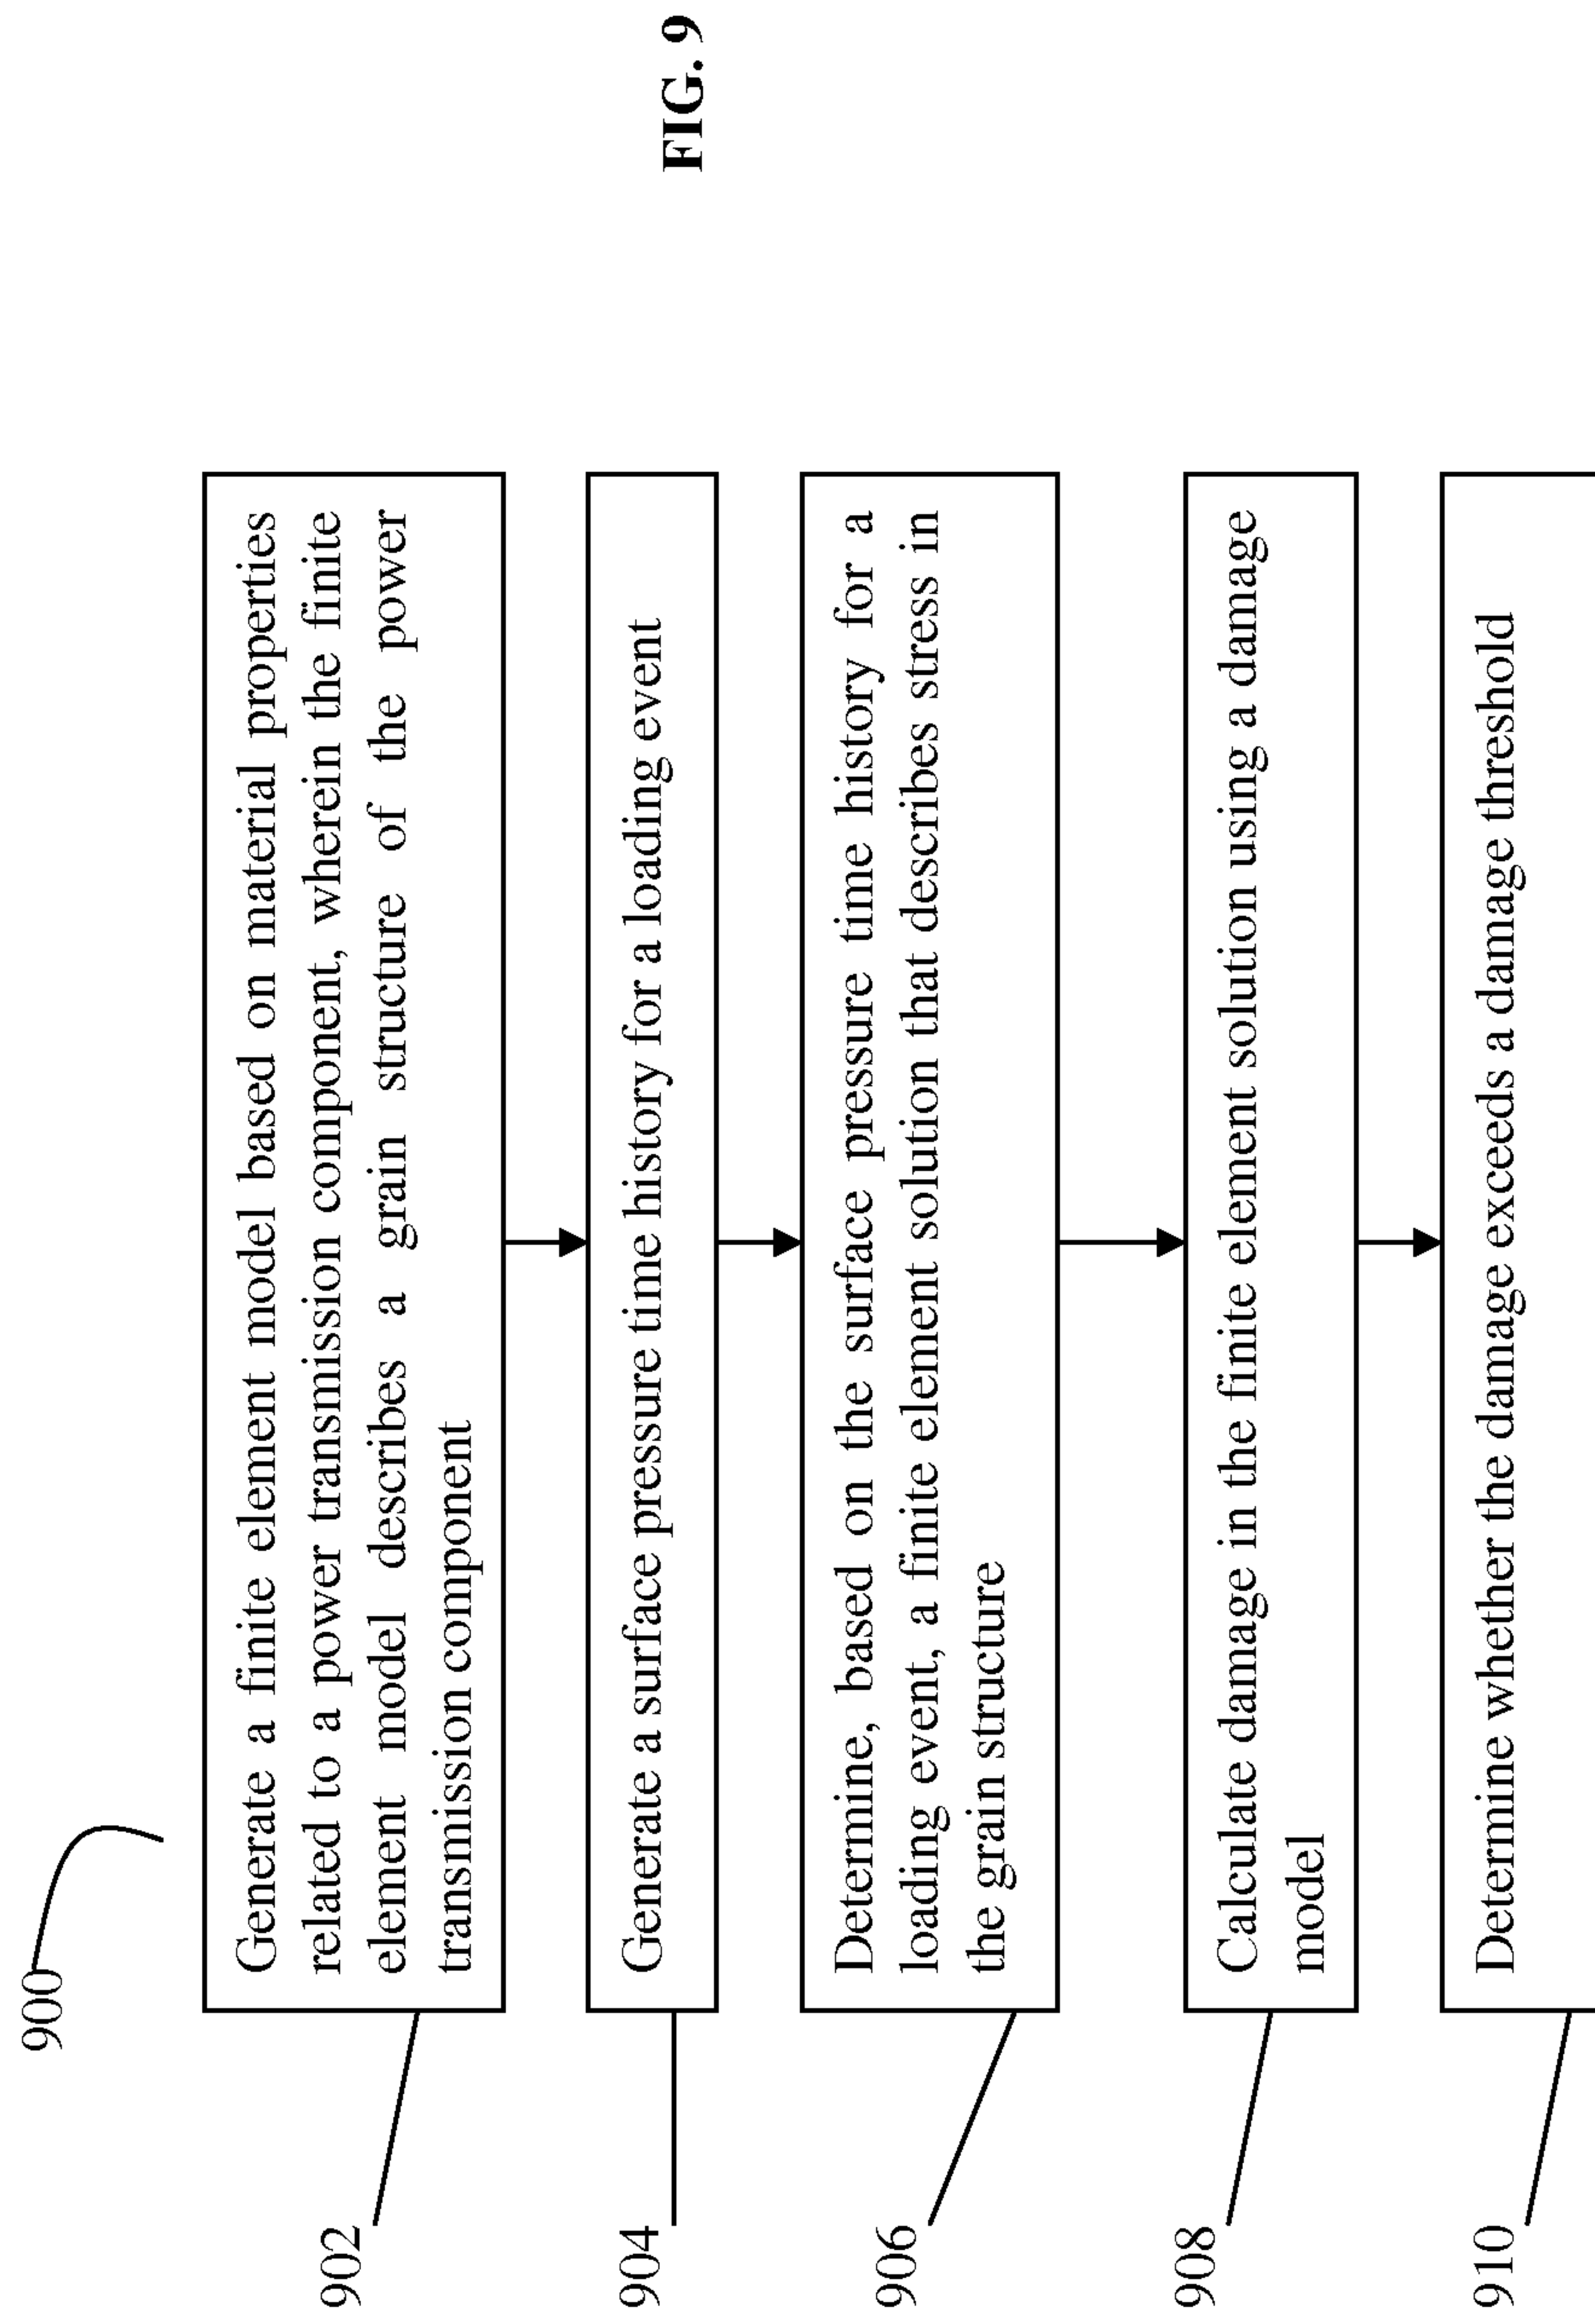 900
902
Generate a finite element model based on material properties
related to a power transmission component, wherein the finite
element model describes a grain structure of the power
transmission component
904
Generate a surface pressure time history for a loading event
906
Determine, based on the surface pressure time history for a
loading event, a finite element solution that describes stress in
the grain structure
908
Calculate damage in the finite element solution using a damage
model
910
Determine whether the damage exceeds a damage threshold
FIG. 9